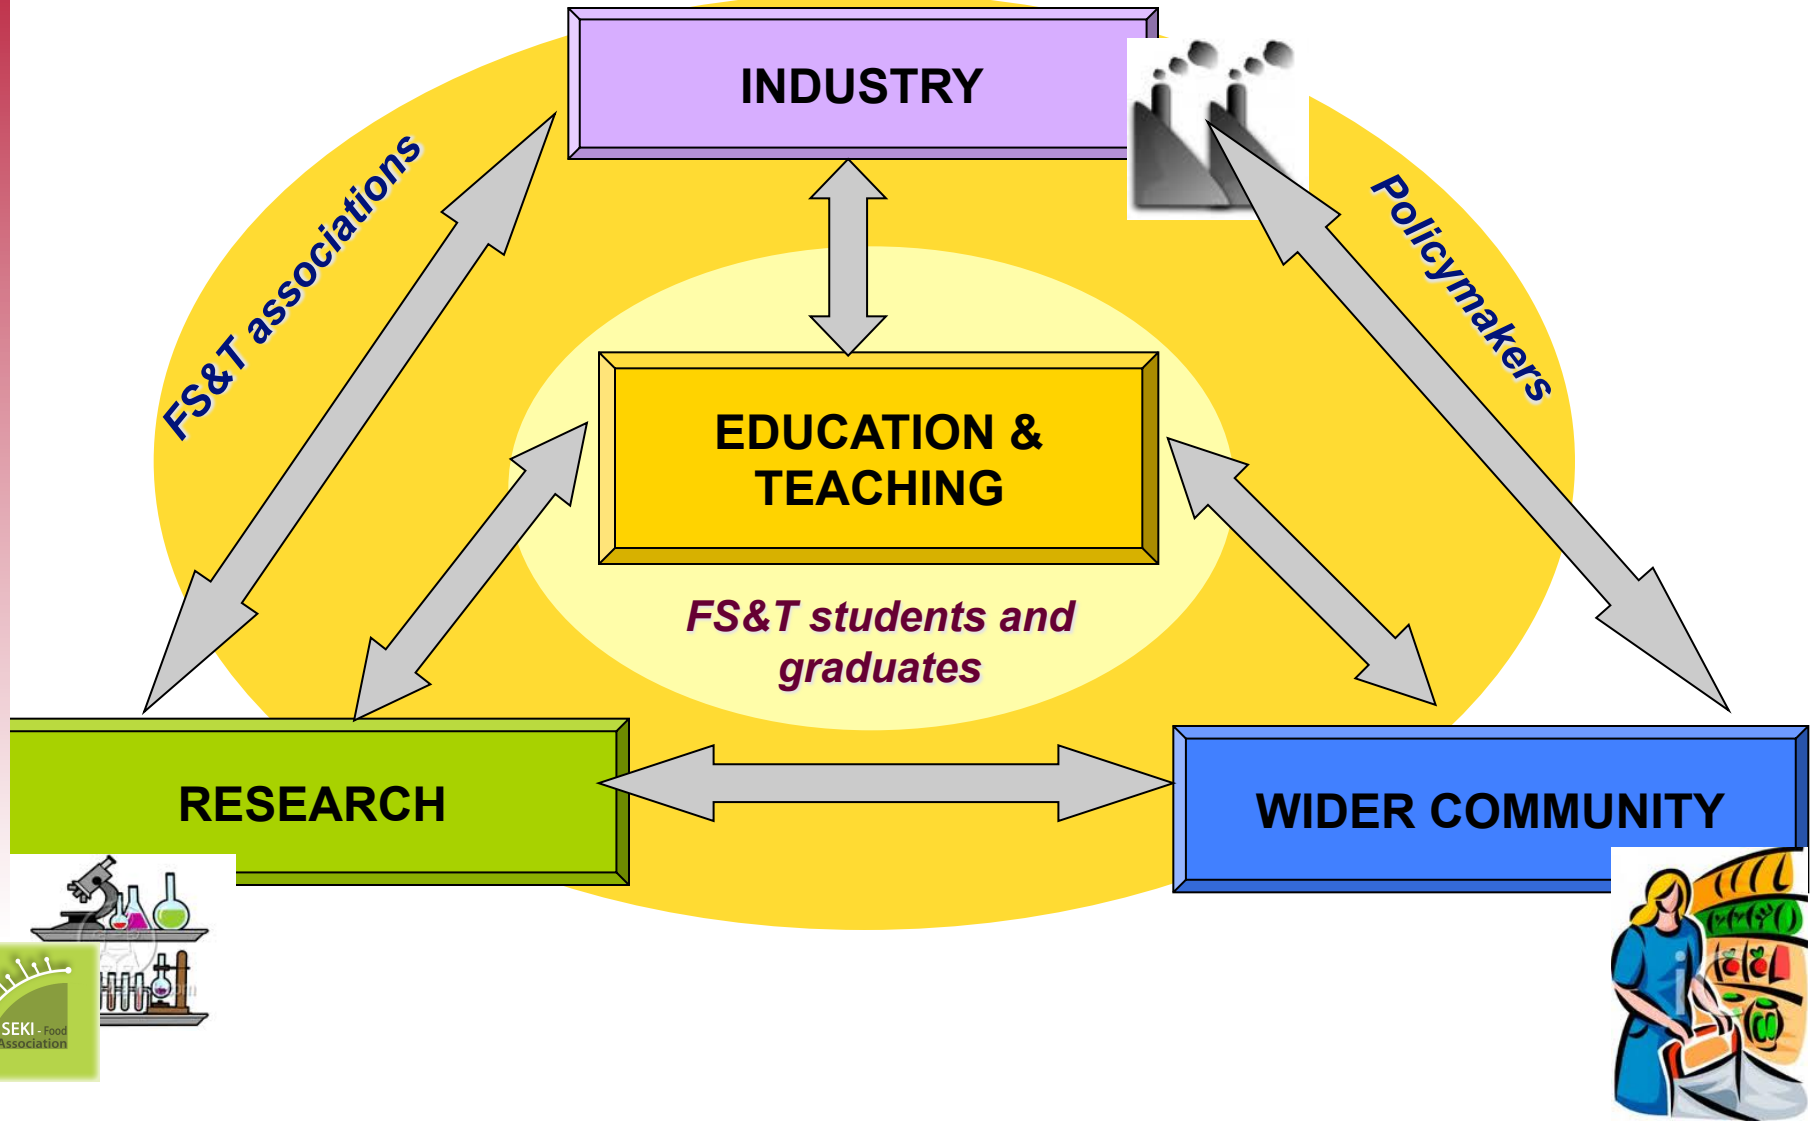 INDUSTRY
FS&T associations
Policymakers
EDUCATION &
TEACHING
FS&T students and
graduates
RESEARCH
WIDER COMMUNITY
SEKI - Food
Association